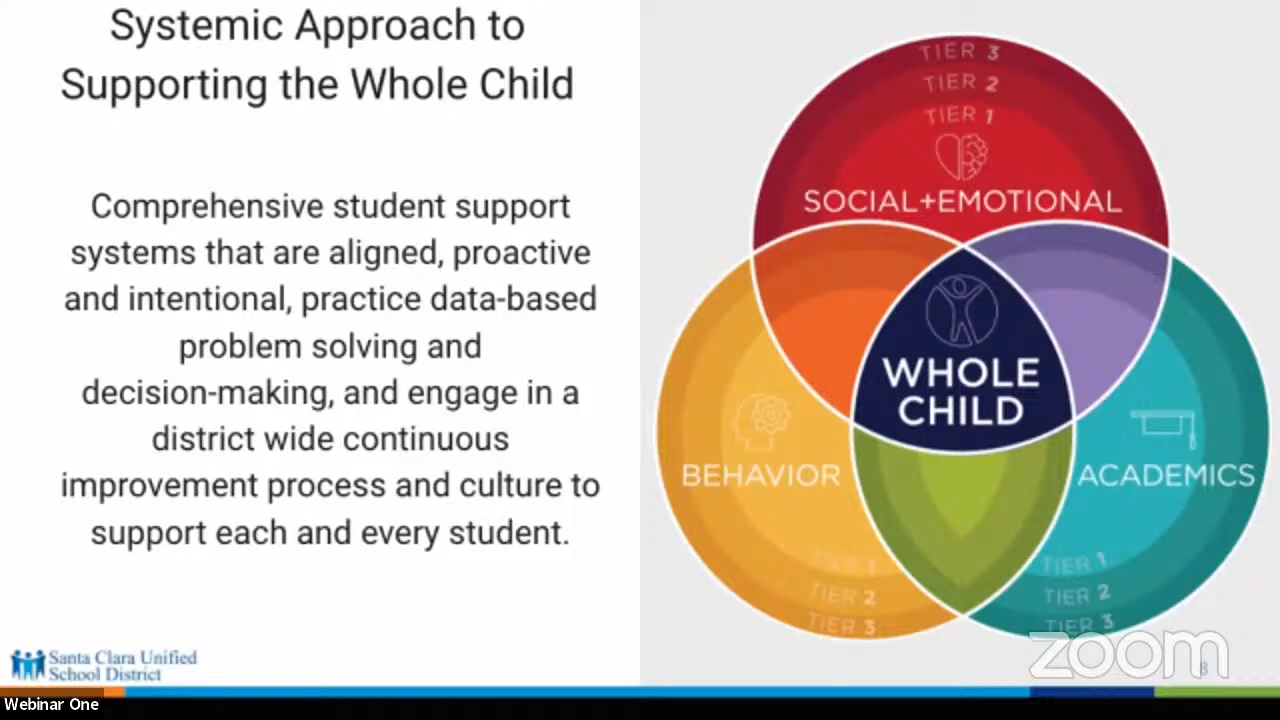 Systemic Approach to
Supporting the Whole Child
Comprehensive student support
systems that are aligned, proactive
and intentional, practice data-based
problem solving and
decision-making, and engage in a
district wide continuous
improvement process and culture to
support each and every student.
TIER 3
TIER 2
TIER 1
SOCIAL+EMOTIONAL
WHOLE
CHILD
BEHAVIOR
ACADEMICS
TIER 1
TIER 2
TIER 3
TIER 1
TIER 2
TIER 3
Santa Clara Unified
School District
zoom
8
Webinar One